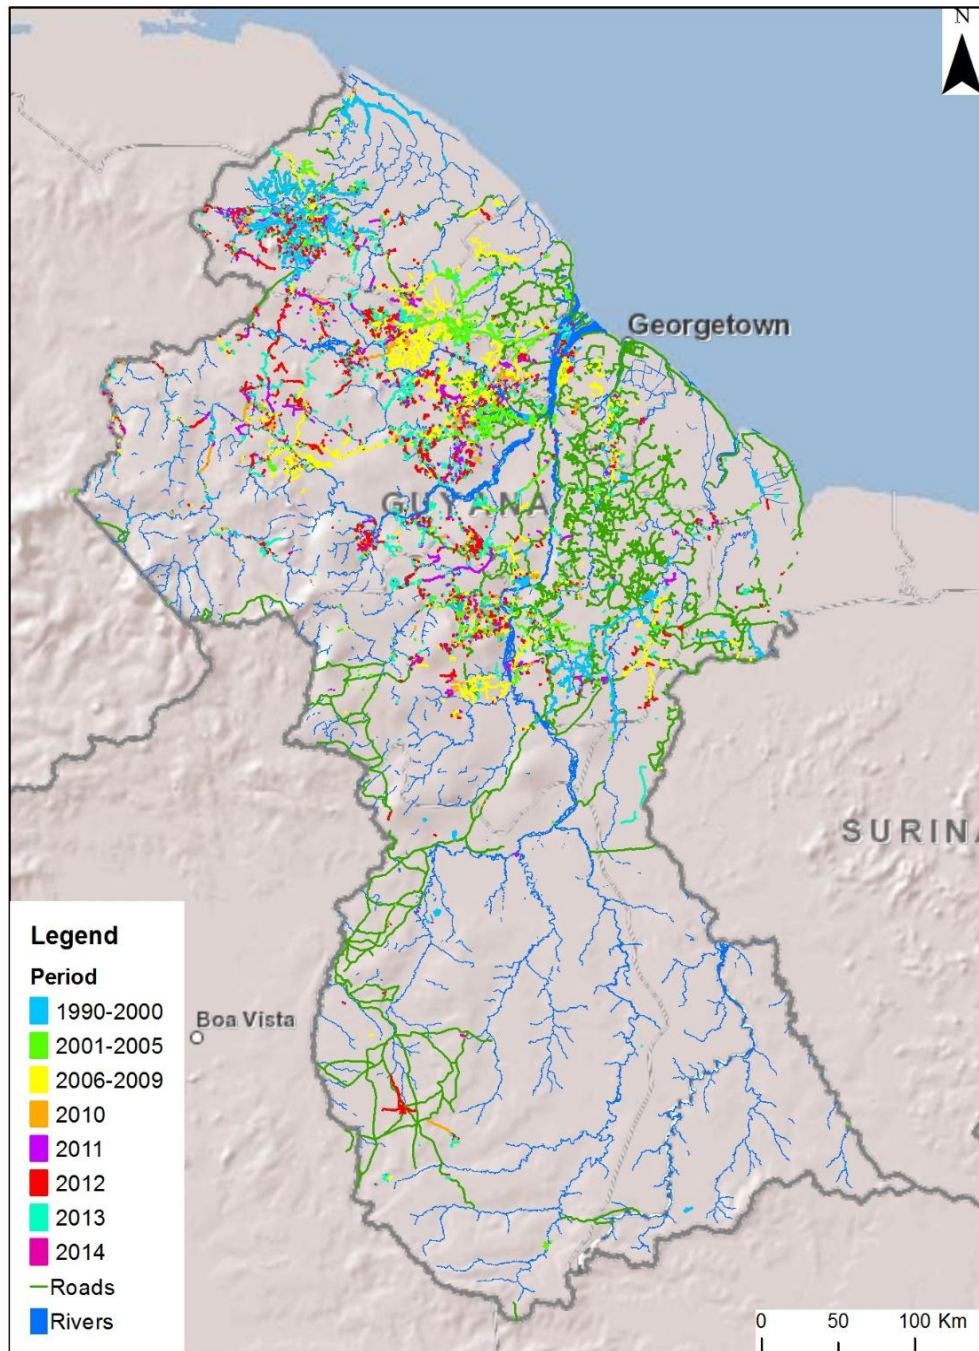 N
Georgetown
GUYANA
SURINA
Boa Vista
Legend
Period
1990-2000
2001-2005
2006-2009
2010
2011
2012
2013
2014
Roads
Rivers
0 50 100 Km